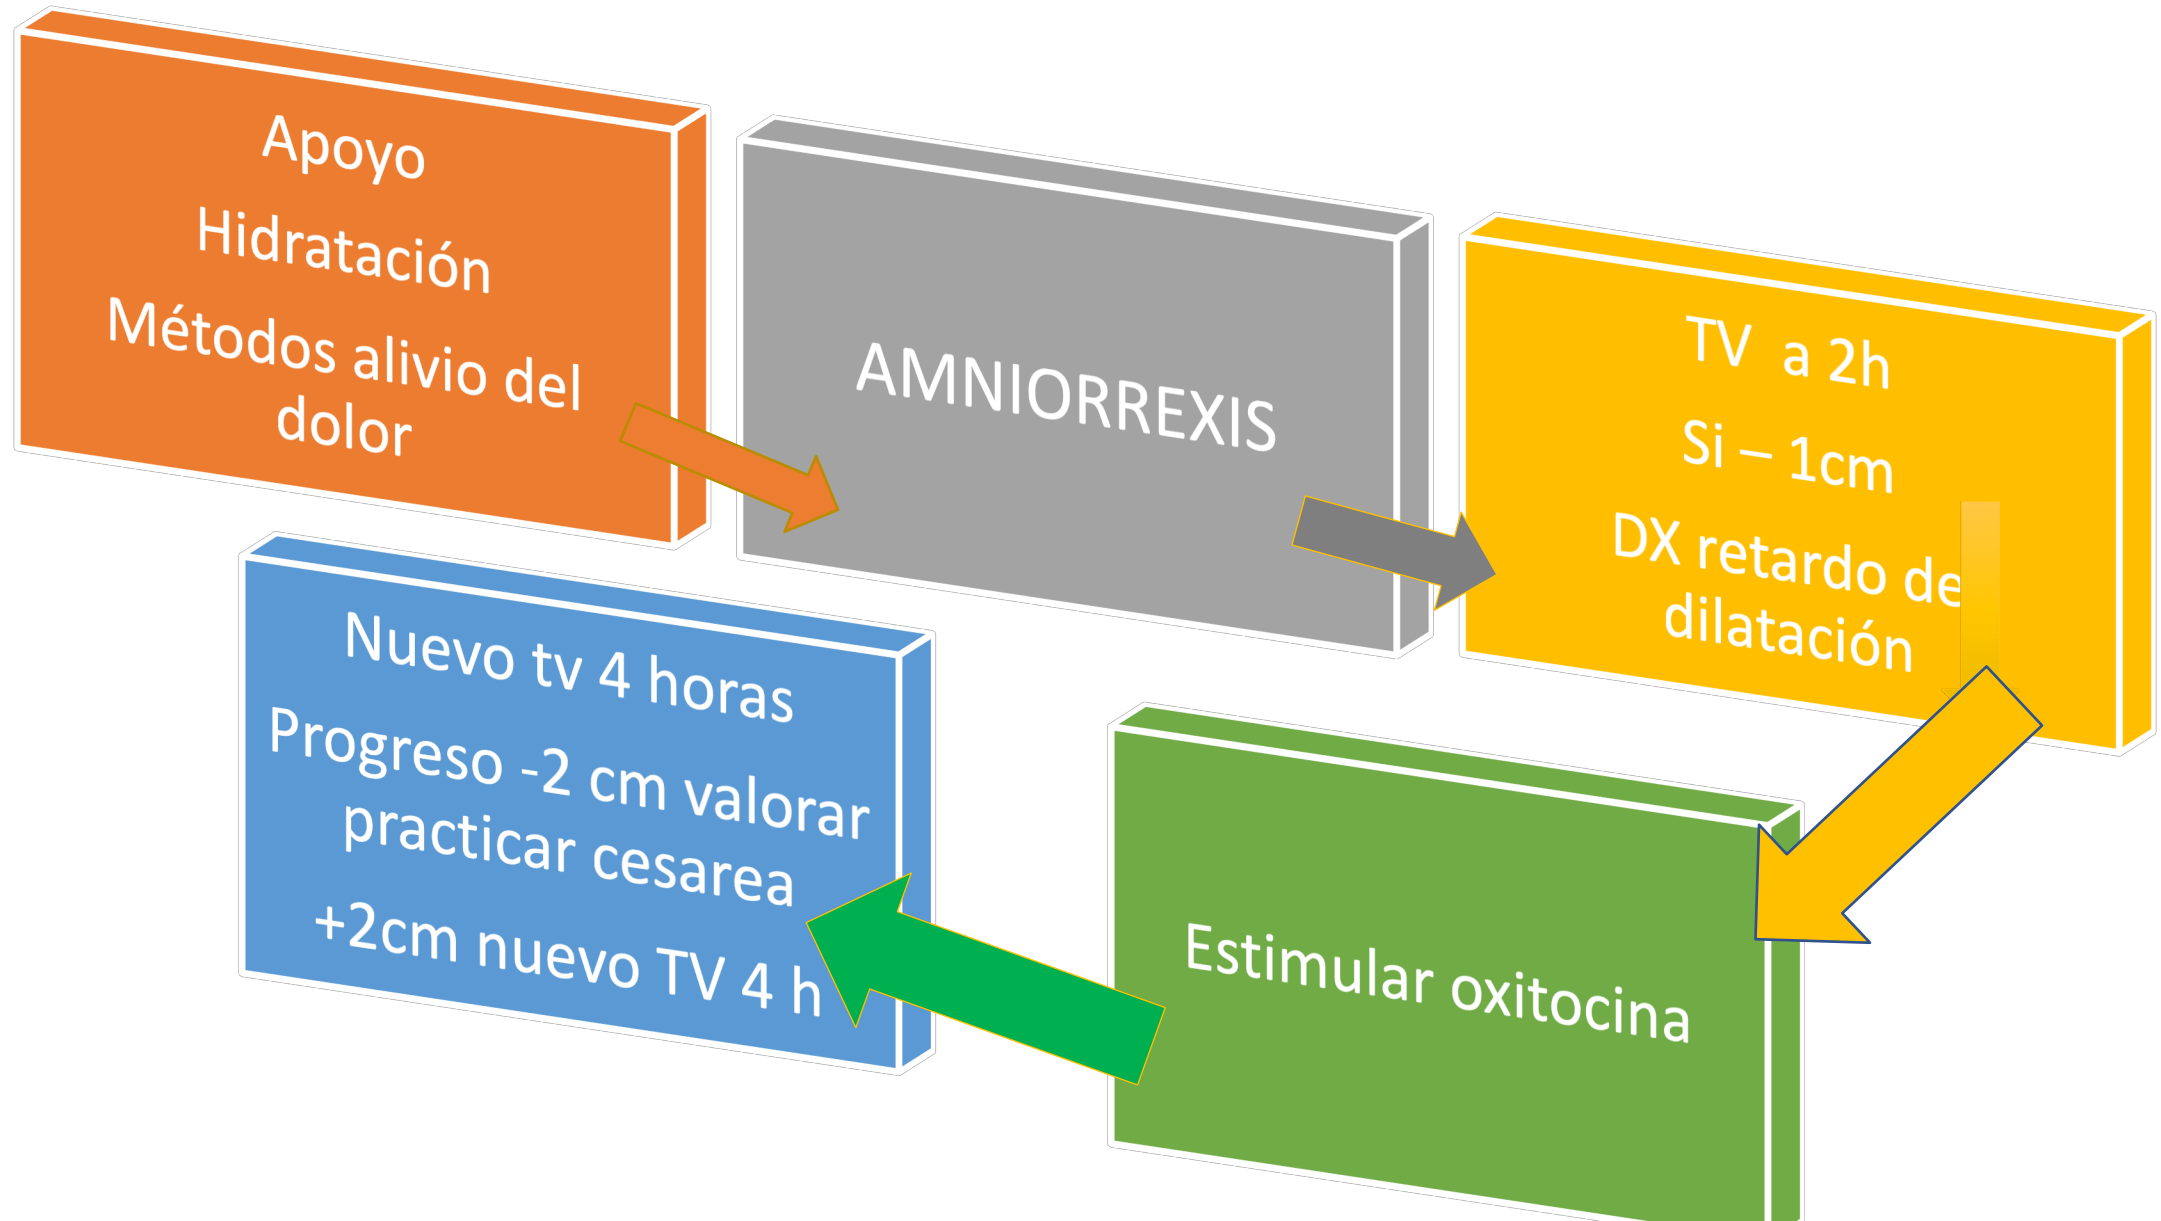 Apoyo
Hidratación
Métodos alivio del
dolor
AMNIORREXIS
TV a 2h
Si – 1cm
DX retardo de
dilatación
Estimular oxitocina
Nuevo tv 4 horas
Progreso -2 cm valorar
practicar cesarea
+2cm nuevo TV 4 h